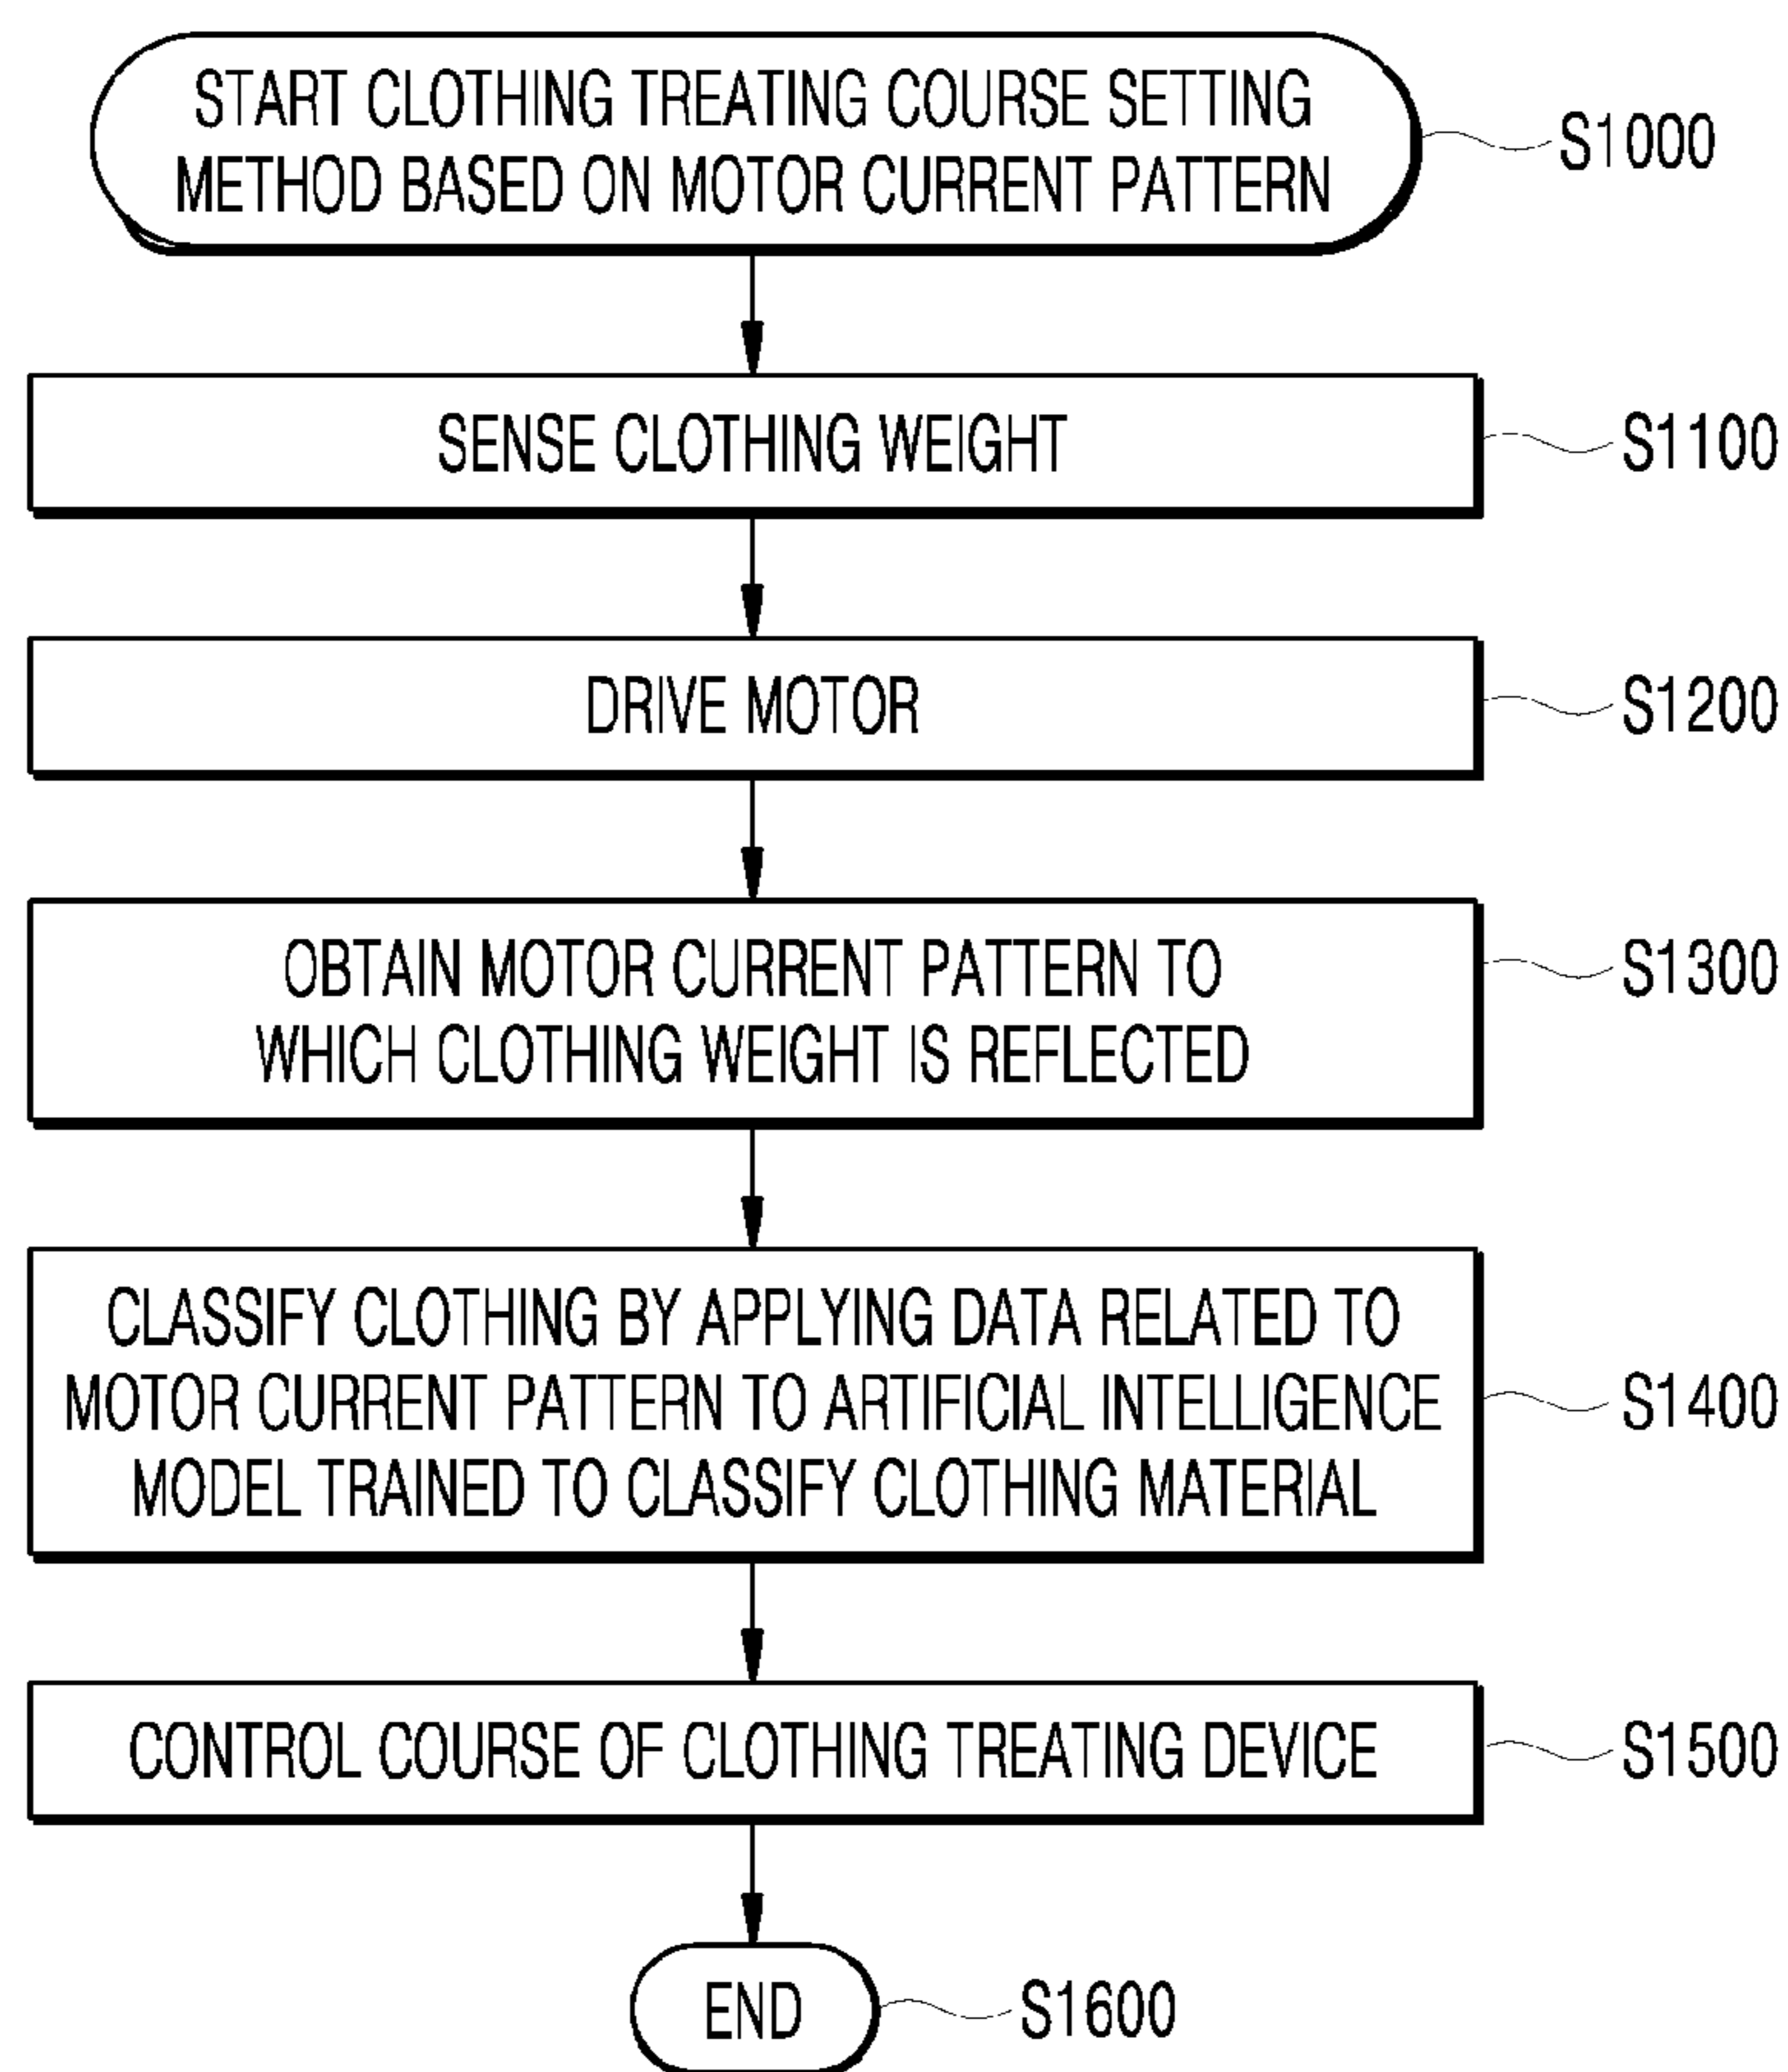 START CLOTHING TREATING COURSE SETTING
METHOD BASED ON MOTOR CURRENT PATTERN
S1000
SENSE CLOTHING WEIGHT
S1100
DRIVE MOTOR
S1200
OBTAIN MOTOR CURRENT PATTERN TO
WHICH CLOTHING WEIGHT IS REFLECTED
S1300
CLASSIFY CLOTHING BY APPLYING DATA RELATED TO
MOTOR CURRENT PATTERN TO ARTIFICIAL INTELLIGENCE
MODEL TRAINED TO CLASSIFY CLOTHING MATERIAL
S1400
CONTROL COURSE OF CLOTHING TREATING DEVICE
S1500
END
S1600